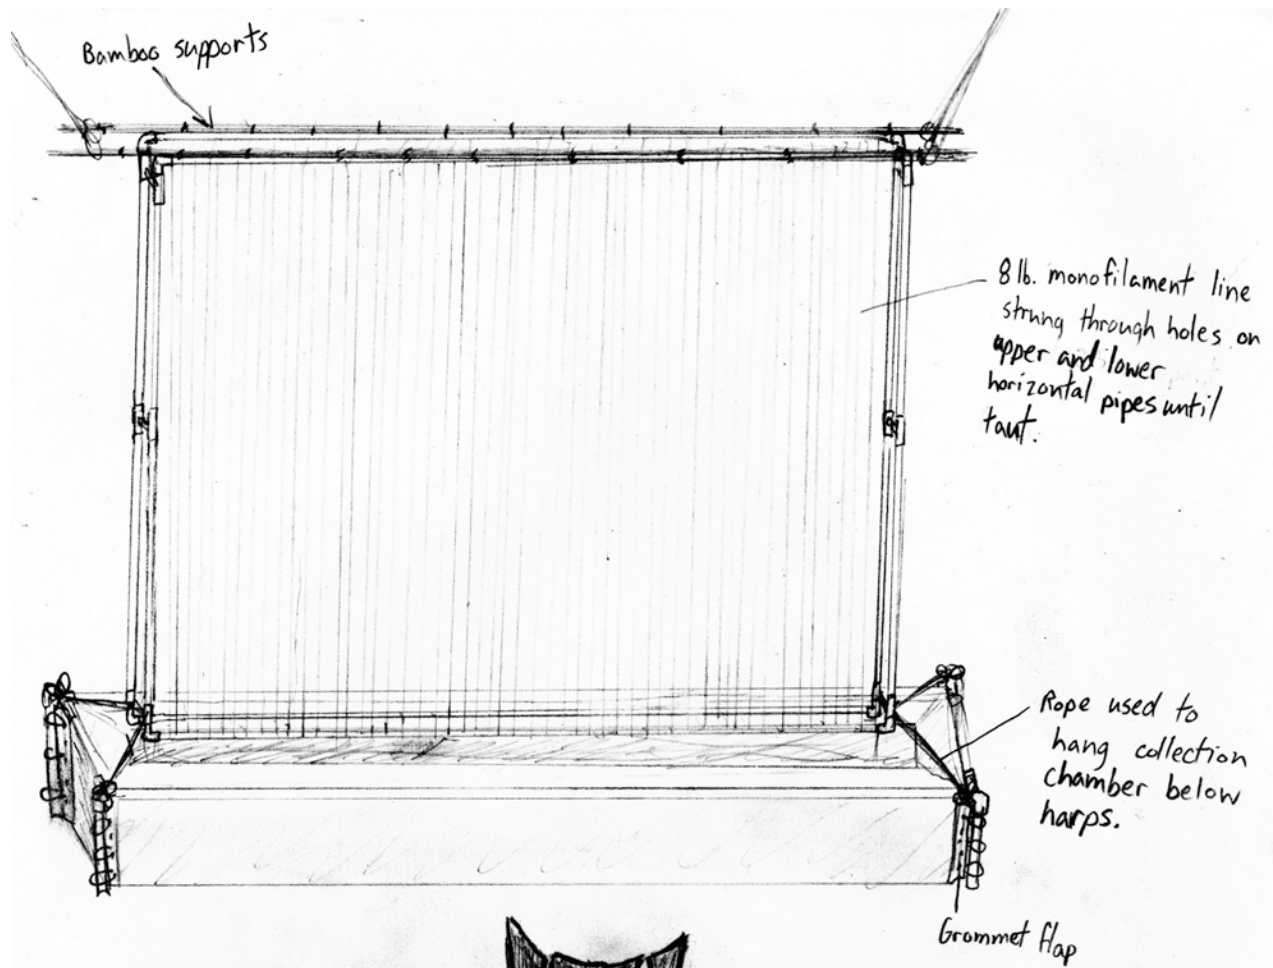 Bamboo supports
8 lb. monofilament line
strung through holes on
upper and lower
horizontal pipes until
taut.
Rope used to
hang collection
chamber below
harps.
Grommet flap